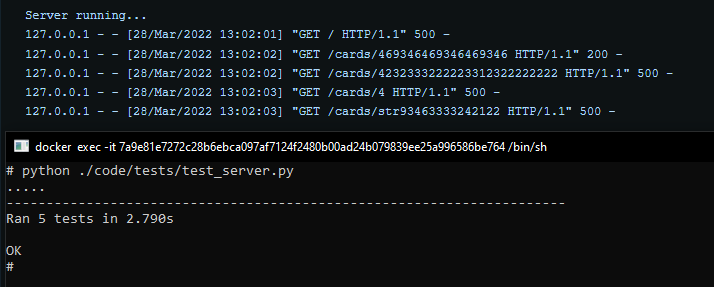 Server running...
127.0.0.1 - - [28/Mar/2022 13:02:01] "GET / HTTP/1.1" 500 -
127.0.0.1 - - [28/Mar/2022 13:02:02] "GET /cards/469346469346469346 HTTP/1.1" 200 -
127.0.0.1 - - [28/Mar/2022 13:02:02] "GET /cards/4232333222223312322222222 HTTP/1.1" 500 -
127.0.0.1 - - [28/Mar/2022 13:02:03] "GET /cards/4 HTTP/1.1" 500 -
127.0.0.1 - - [28/Mar/2022 13:02:03] "GET /cards/str93463333242122 HTTP/1.1" 500 -
docker exec -it 7a9e81e7272c28b6ebca097af7124f2480b00ad24b079839ee25a996586be764 /bin/sh
# python ./code/tests/test_server.py
.....
----------------------------------------------------------------------
Ran 5 tests in 2.790s
OK
#